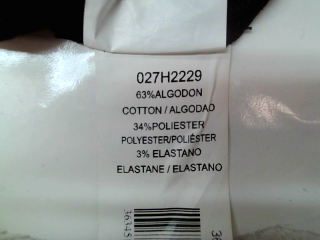 027H2229
63%ALGODON
COTTON / ALGODAO
34%POLIESTER
POLYESTER/POLIÉSTER
3% ELASTANO
ELASTANE / ELASTANO